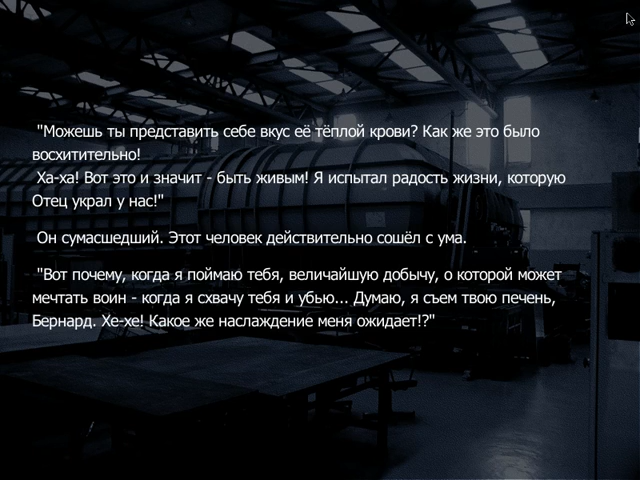 "Можешь ты представить себе вкус её тёплой крови? Как же это было
восхитительно!
Ха-ха! Вот это и значит - быть живым! Я испытал радость жизни, которую
Отец украл у нас!"
Он сумасшедший. Этот человек действительно сошёл с ума.
"Вот почему, когда я поймаю тебя, величайшую добычу, о которой может
мечтать воин - когда я схвачу тебя и убью... Думаю, я съем твою печень,
Бернард. Хе-хе! Какое же наслаждение меня ожидает!?"